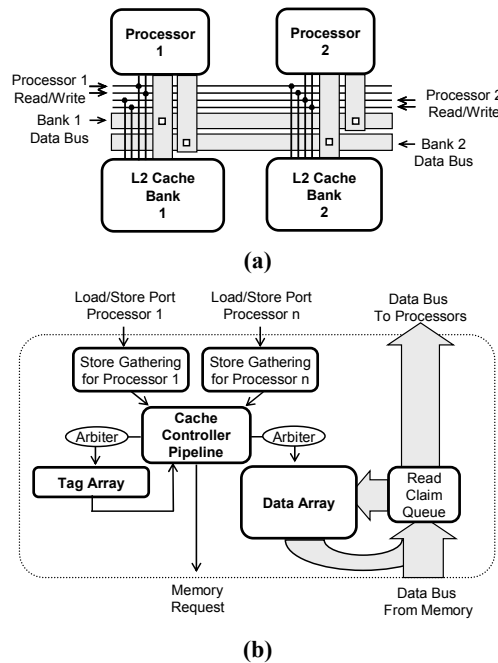 Processor
1
Processor
2
Processor 1
Read/Write
Processor 2
Read/Write
Bank 1
Data Bus
Bank 2
Data Bus
L2 Cache
Bank
1
L2 Cache
Bank
2
(a)
Load/Store Port
Processor 1
Load/Store Port
Processor n
Data Bus
To Processors
Store Gathering
for Processor 1
Store Gathering
for Processor n
Arbiter
Cache
Controller
Pipeline
Arbiter
Tag Array
Data Array
Read
Claim
Queue
Memory
Request
Data Bus
From Memory
(b)